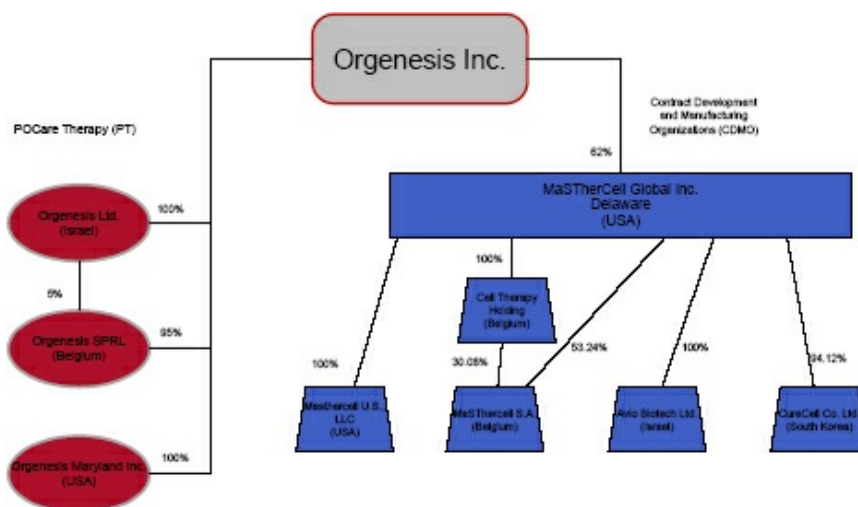 Orgenesis Inc.
Contract Development
and Manufacturing
Organizations (CDMO)
POCare Therapy (PT)
62%
MaSTherCell Global Inc.
Delaware
(USA)
Orgenesis Ltd.
(Israel)
100%
5%
Orgenesis SPRL
(Belgium)
95%
Orgenesis Maryland Inc.
(USA)
100%
100%
Cell Therapy
Holding
(Belgium)
100%
30.08%
53.24%
100%
94.12%
Masthercell U.S.,
LLC
(USA)
MaSThercell S.A.
(Belgium)
Avio Biotech Ltd.
(Israel)
CureCell Co. Ltd
(South Korea)